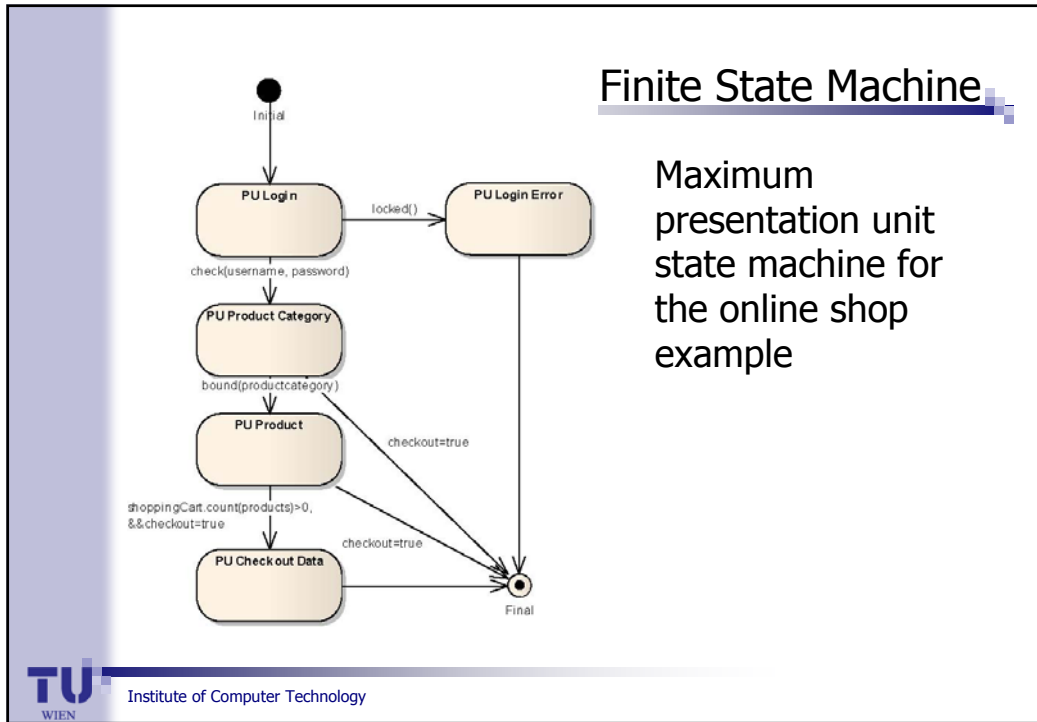 Finite State Machine
Initial
PU Login
locked()
PU Login Error
check(username, password)
PU Product Category
bound(productcategory)
PU Product
checkout=true
shoppingCart.count(products)>0,
&&checkout=true
checkout=true
PU Checkout Data
Final
Maximum
presentation unit
state machine for
the online shop
example
TU
WIEN
Institute of Computer Technology